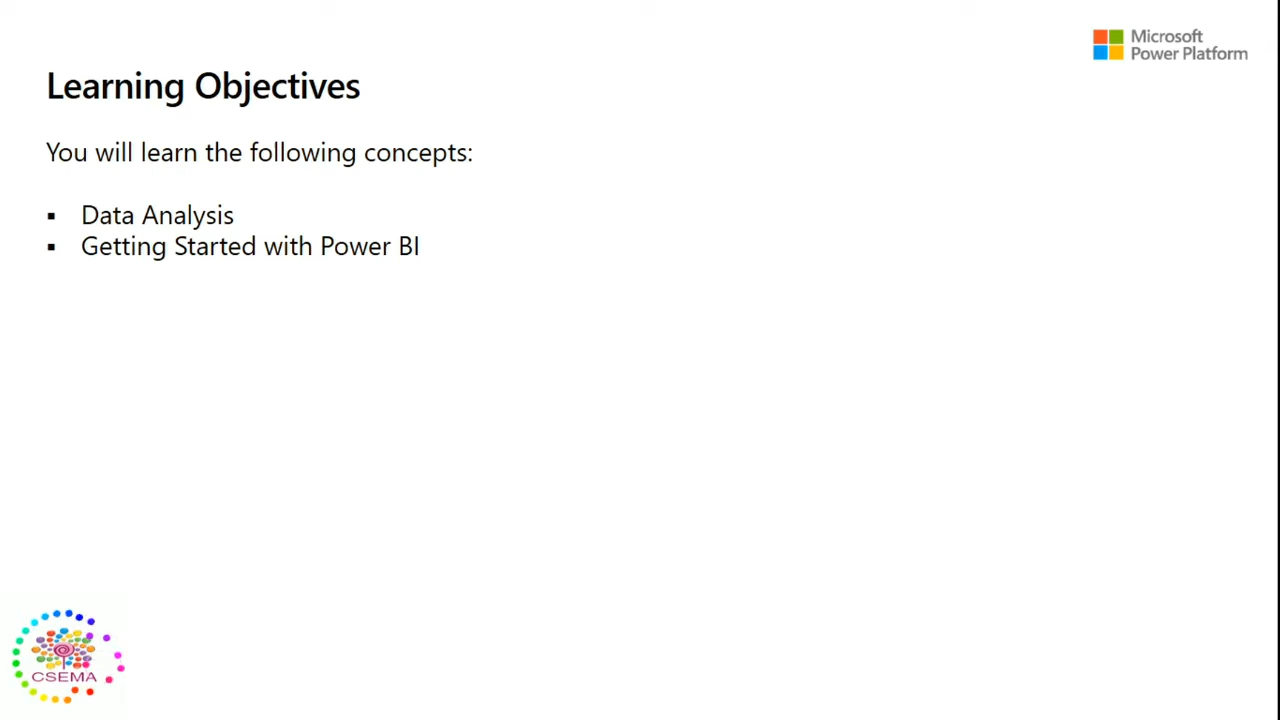 Microsoft
Power Platform
Learning Objectives
You will learn the following concepts:
▪ Data Analysis
▪ Getting Started with Power BI
CSEMA